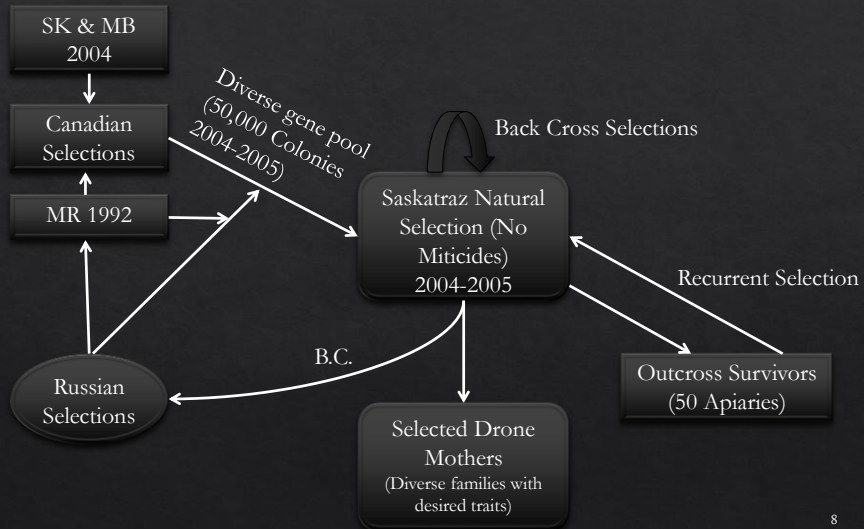 SK & MB
2004
Canadian
Selections
MR 1992
Russian
Selections
Diverse gene pool
(50,000 Colonies
2004-2005)
Back Cross Selections
Saskatraz Natural
Selection (No
Miticides)
2004-2005
Recurrent Selection
B.C.
Outcross Survivors
(50 Apiaries)
Selected Drone
Mothers
(Diverse families with
desired traits)
8